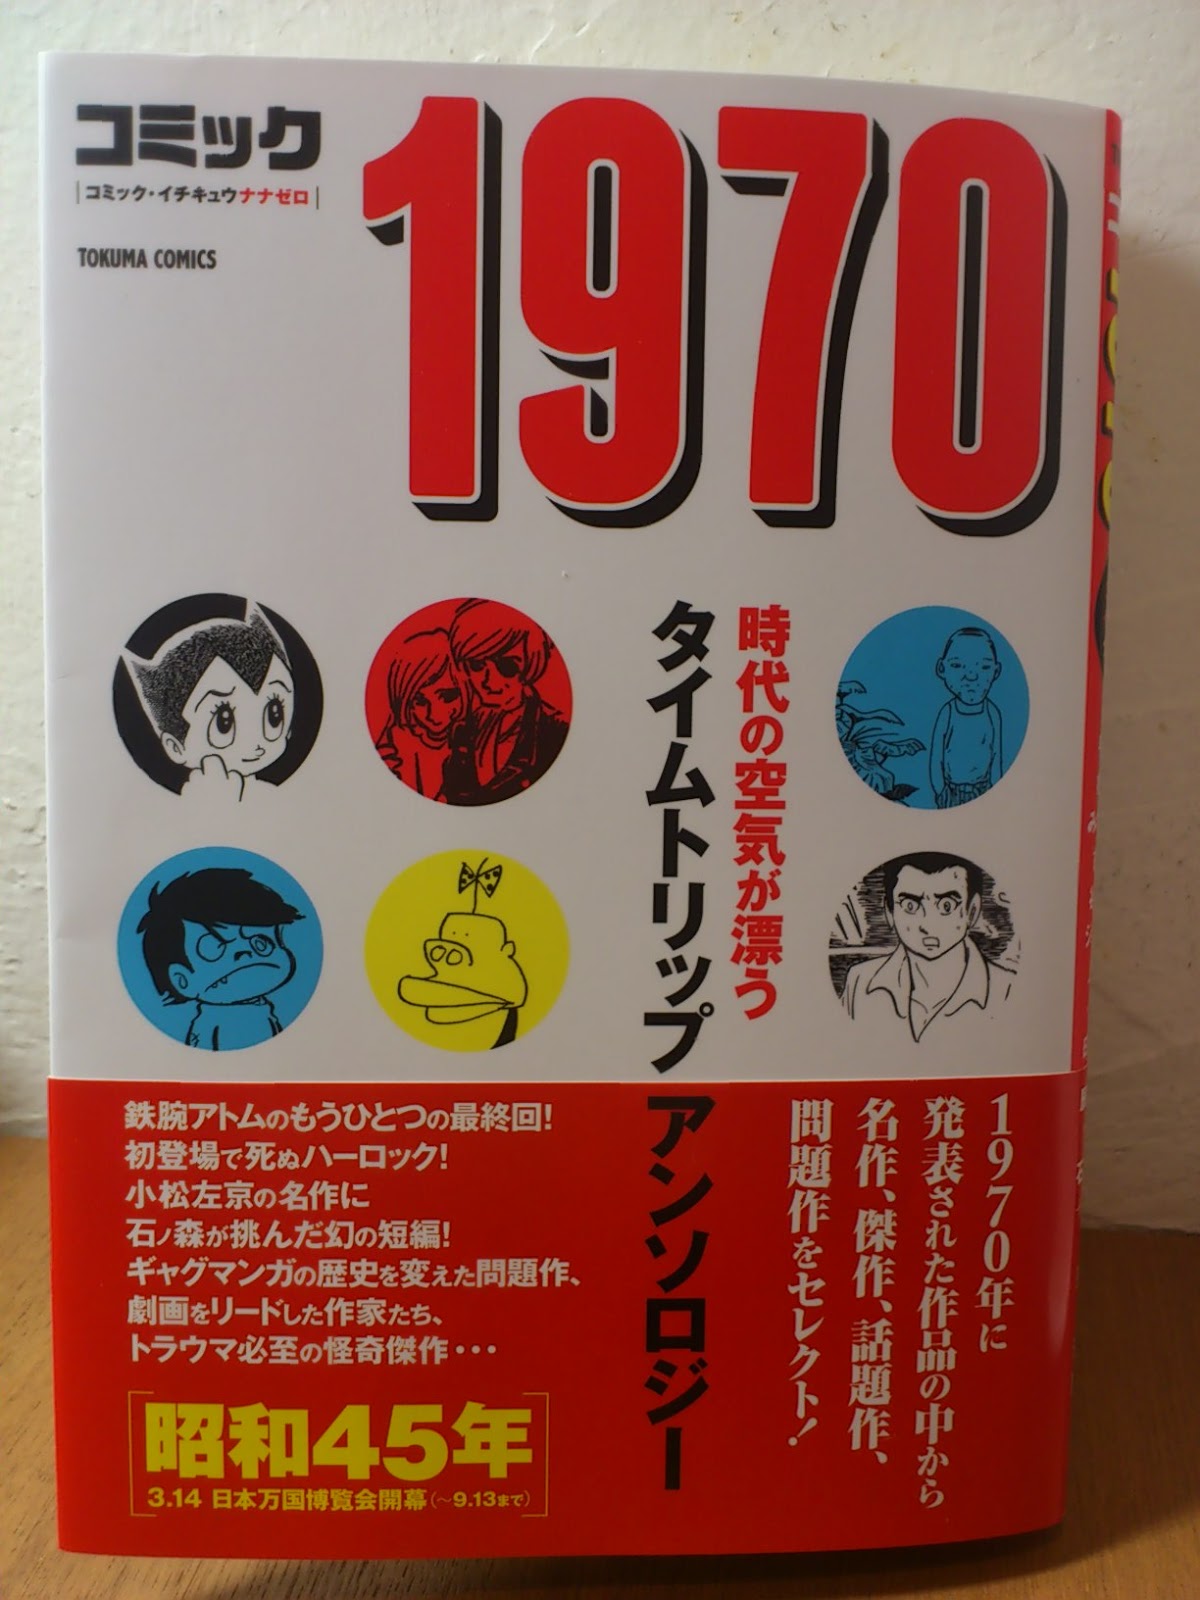 コミック
コミック・イチキュウナナゼロ
TOKUMA COMICS
1970
時代の空気が漂う
タイムトリップ アンソロジー
1970年に
発表された作品の中から
名作、傑作、話題作、
問題作をセレクト!
鉄腕アトムのもうひとつの最終回!
初登場で死ぬハーロック!
小松左京の名作に
石ノ森が挑んだ幻の短編!
ギャグマンガの歴史を変えた問題作、
劇画をリードした作家たち、
トラウマ必至の怪奇傑作・・・
昭和45年
3.14 日本万国博覧会開幕(〜9.13まで)